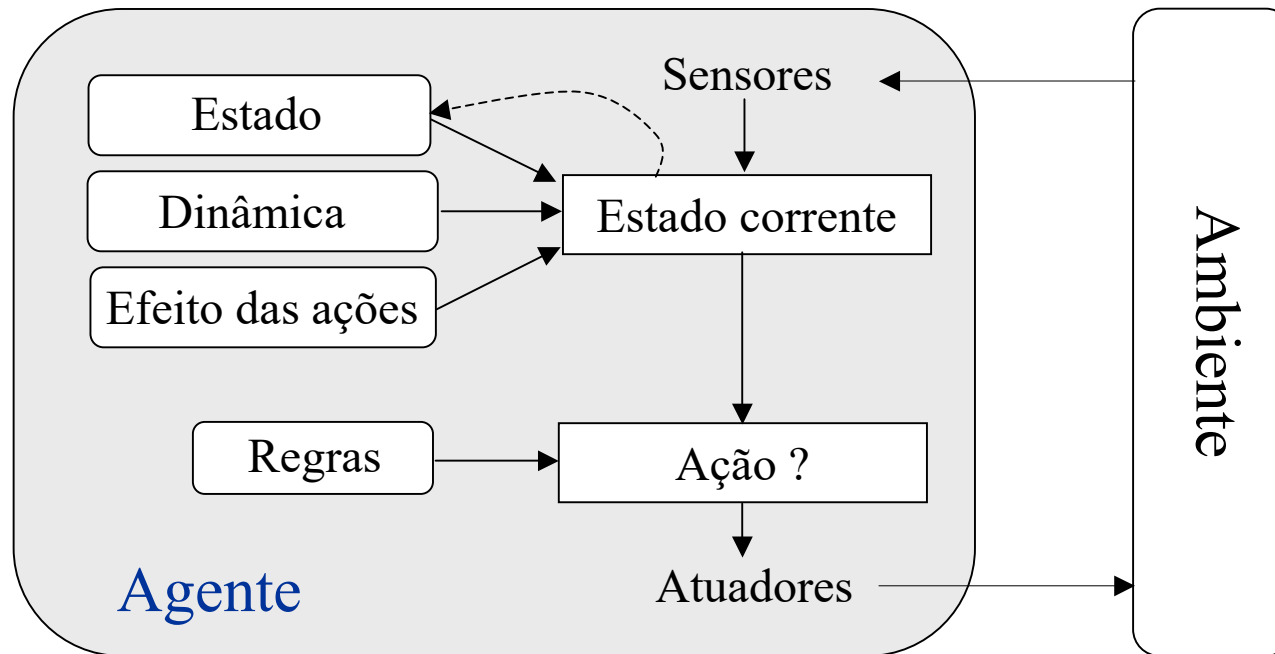 Sensores
Estado
Dinâmica
Estado corrente
Efeito das ações
Regras
Ação ?
Agente
Atuadores
Ambiente